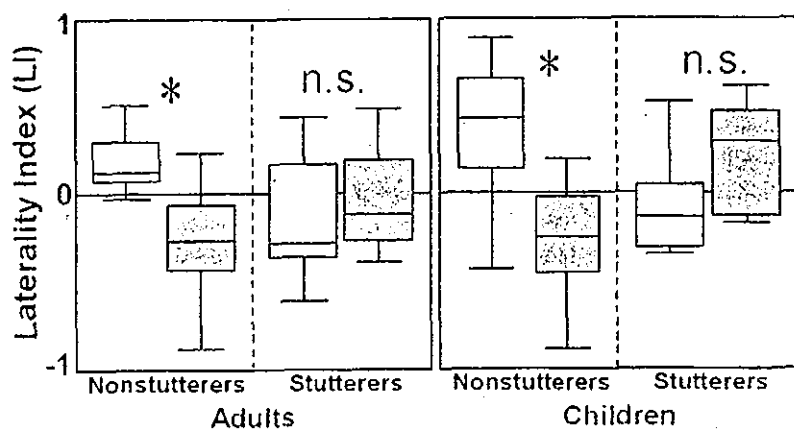 Laterality Index (LI)
1
0
-1
*
n.s.
*
n.s.
Nonstutterers
Stutterers
Nonstutterers
Stutterers
Adults
Children